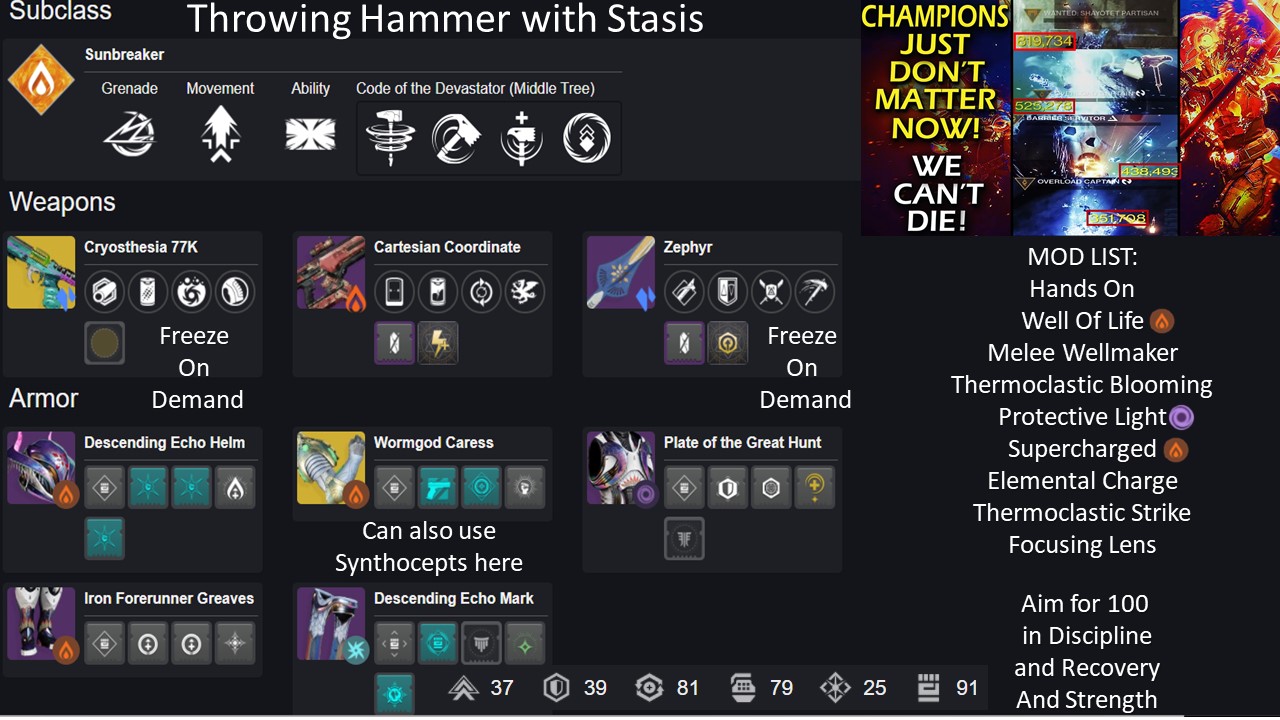 Subclass
Throwing Hammer with Stasis
Sunbreaker
Grenade Movement Ability Code of the Devastator (Middle Tree)
Weapons
Cryosthesia 77K
Freeze
On
Demand
Cartesian Coordinate
Zephyr
Freeze
On
Demand
Armor
Descending Echo Helm
Wormgod Caress
Can also use
Synthocepts here
Plate of the Great Hunt
Iron Forerunner Greaves
Descending Echo Mark
37 39 81 79 25 91
CHAMPIONS
JUST
DON'T
MATTER
NOW!
WE
CAN'T
DIE!
WANTED: SHAYOTET PARTISAN
319,734
525,278
BARRIER SERVITOR
438,493
OVERLOAD CAPTAIN
351,708
MOD LIST:
Hands On
Well Of Life
Melee Wellmaker
Thermoclastic Blooming
Protective Light
Supercharged
Elemental Charge
Thermoclastic Strike
Focusing Lens
Aim for 100
in Discipline
and Recovery
And Strength